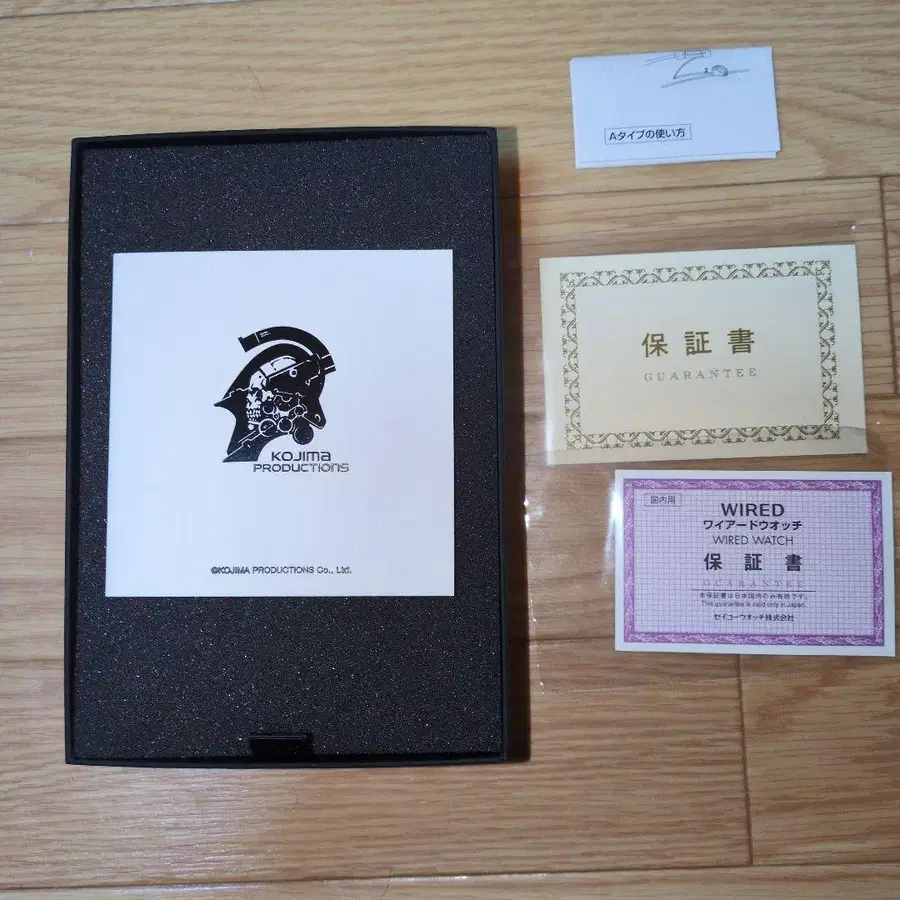 KOJIMA
PRODUCTIONS
©KOJIMA PRODUCTIONS Co., Ltd.
Aタイプの使い方
保証書
GUARANTEE
国内用
WIRED
ワイアードウオッチ
WIRED WATCH
保証書
GUARANTEE
本保証書は日本国内のみ有効です。
This guarantee is valid only in Japan.
セイコーウオッチ株式会社